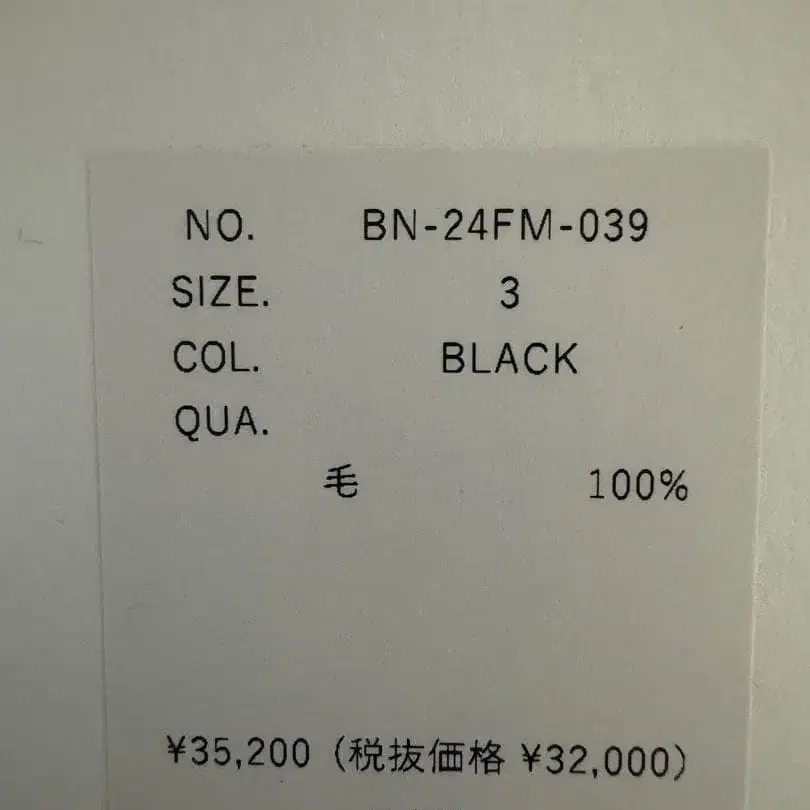 NO. BN-24FM-039
SIZE. 3
COL. BLACK
QUA.
毛 100%
¥35,200 (税抜価格 ¥32,000)